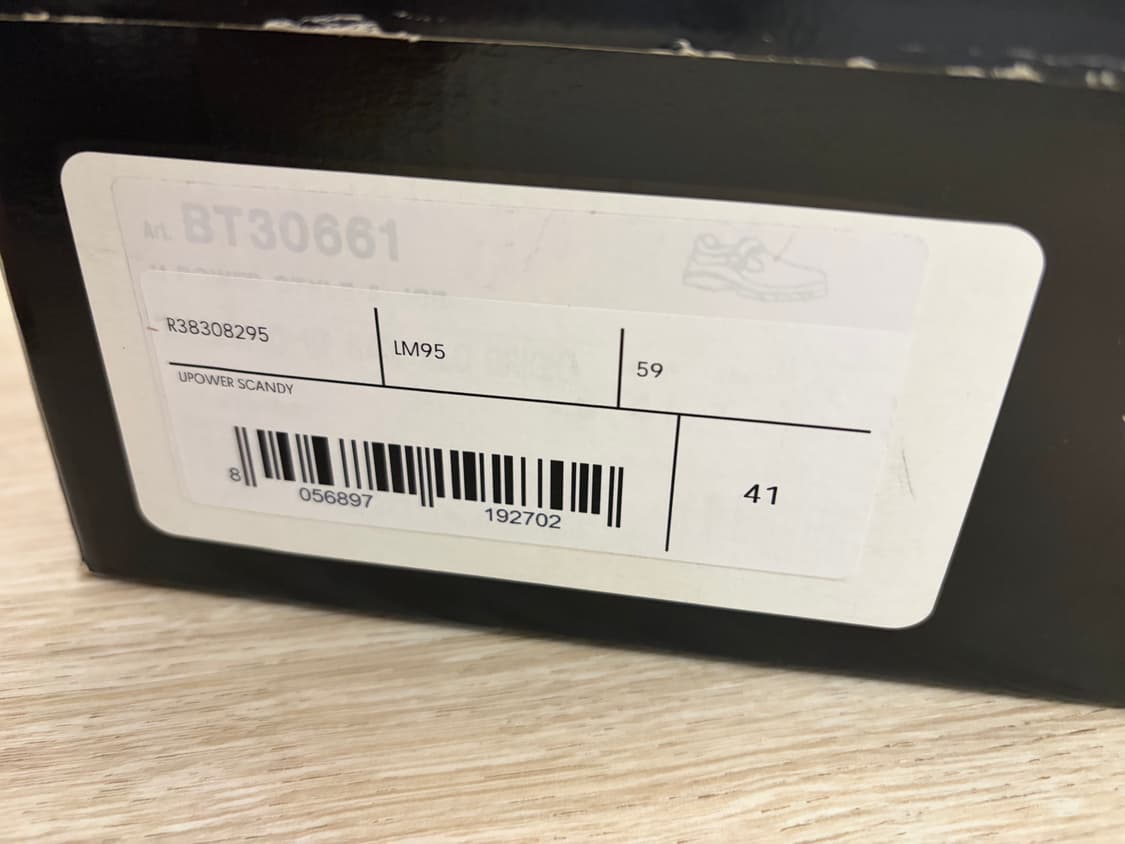 Art. BT30661
R38308295 LM95 59
UPOWER SCANDY
8 056897 192702
41